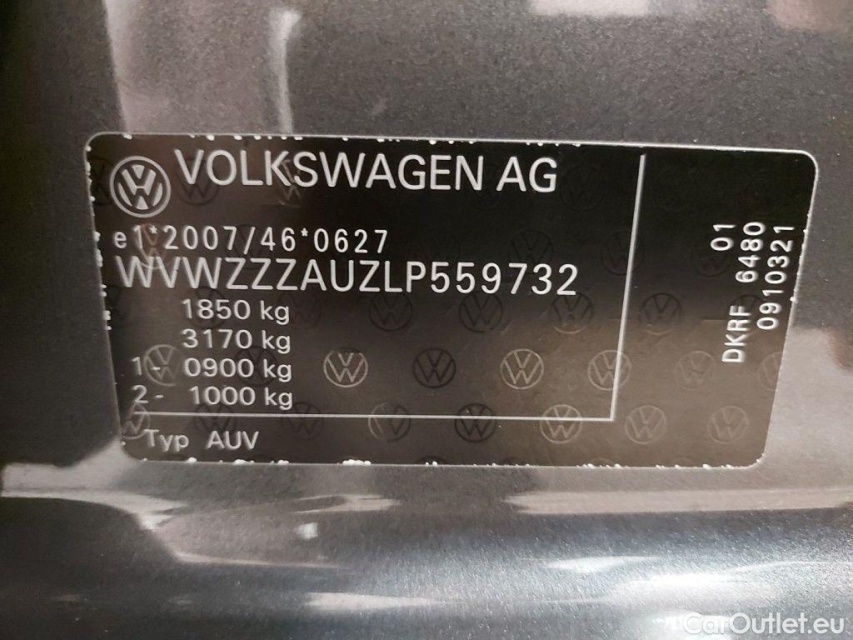 VOLKSWAGEN AG
e1*2007/46*0627
WVWZZZAUZLP559732
1850 kg
3170 kg
1- 0900 kg
2- 1000 kg
Typ AUV
01
DKRF 6480
0910321
CarOutlet.eu